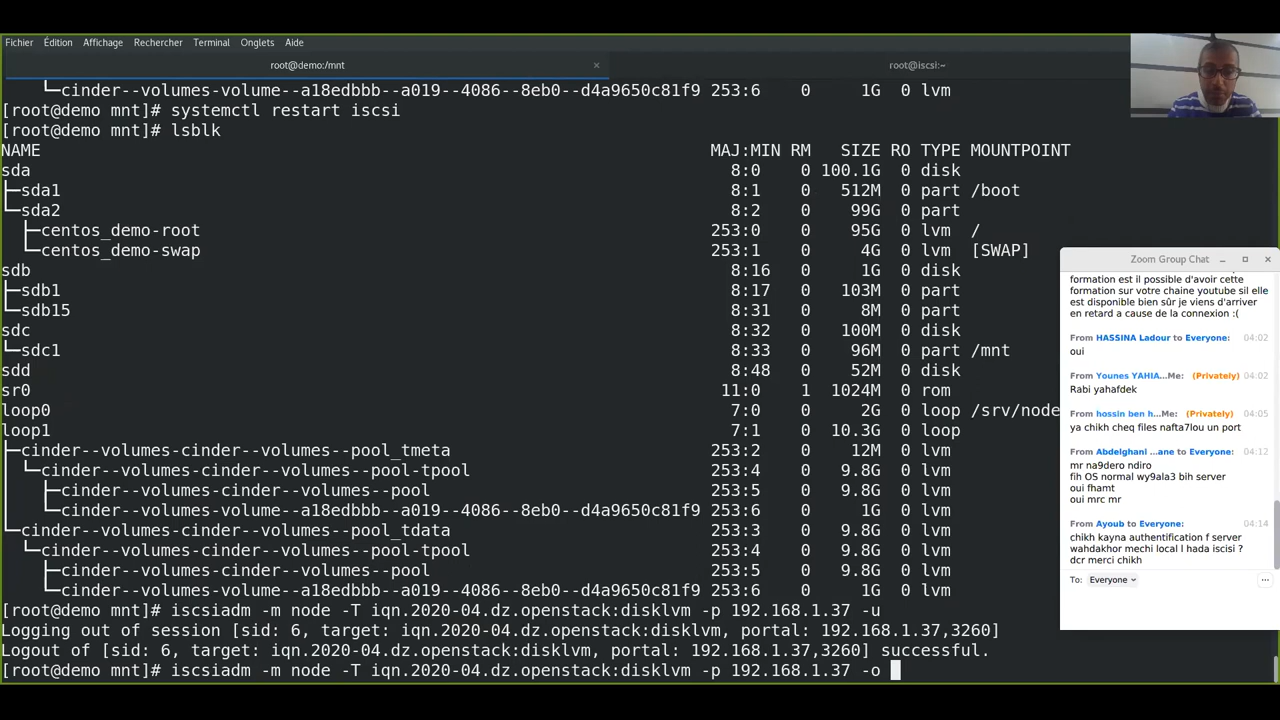 Fichier Édition Affichage Rechercher Terminal Onglets Aide
root@demo:/mnt × root@iscsi:~
└─cinder--volumes-volume--a18edbbb--a019--4086--8eb0--d4a9650c81f9 253:6 0 1G 0 lvm
[root@demo mnt]# systemctl restart iscsi
[root@demo mnt]# lsblk
NAME MAJ:MIN RM SIZE RO TYPE MOUNTPOINT
sda 8:0 0 100.1G 0 disk
├─sda1 8:1 0 512M 0 part /boot
└─sda2 8:2 0 99G 0 part
├─centos_demo-root 253:0 0 95G 0 lvm /
└─centos_demo-swap 253:1 0 4G 0 lvm [SWAP]
sdb 8:16 0 1G 0 disk
├─sdb1 8:17 0 103M 0 part
└─sdb15 8:31 0 8M 0 part
sdc 8:32 0 100M 0 disk
└─sdc1 8:33 0 96M 0 part /mnt
sdd 8:48 0 52M 0 disk
sr0 11:0 1 1024M 0 rom
loop0 7:0 0 2G 0 loop /srv/node
loop1 7:1 0 10.3G 0 loop
├─cinder--volumes-cinder--volumes--pool_tmeta 253:2 0 12M 0 lvm
│ └─cinder--volumes-cinder--volumes--pool-tpool 253:4 0 9.8G 0 lvm
│ ├─cinder--volumes-cinder--volumes--pool 253:5 0 9.8G 0 lvm
│ └─cinder--volumes-volume--a18edbbb--a019--4086--8eb0--d4a9650c81f9 253:6 0 1G 0 lvm
└─cinder--volumes-cinder--volumes--pool_tdata 253:3 0 9.8G 0 lvm
└─cinder--volumes-cinder--volumes--pool-tpool 253:4 0 9.8G 0 lvm
├─cinder--volumes-cinder--volumes--pool 253:5 0 9.8G 0 lvm
└─cinder--volumes-volume--a18edbbb--a019--4086--8eb0--d4a9650c81f9 253:6 0 1G 0 lvm
[root@demo mnt]# iscsiadm -m node -T iqn.2020-04.dz.openstack:disklvm -p 192.168.1.37 -u
Logging out of session [sid: 6, target: iqn.2020-04.dz.openstack:disklvm, portal: 192.168.1.37,3260]
Logout of [sid: 6, target: iqn.2020-04.dz.openstack:disklvm, portal: 192.168.1.37,3260] successful.
[root@demo mnt]# iscsiadm -m node -T iqn.2020-04.dz.openstack:disklvm -p 192.168.1.37 -o
Zoom Group Chat
formation est il possible d'avoir cette
formation sur votre chaine youtube sil elle
est disponible bien sûr je viens d'arriver
en retard a cause de la connexion :(
From HASSINA Ladour to Everyone: 04:02
oui
From Younes YAHIA...Me: (Privately) 04:02
Rabi yahafdek
From hossin ben h...Me: (Privately) 04:05
ya chikh cheq files nafta7lou un port
From Abdelghani ...ane to Everyone: 04:12
mr na9dero ndiro
fih OS normal wy9ala3 bih server
oui fhamt
oui mrc mr
From Ayoub to Everyone: 04:14
chikh kayna authentification f server
wahdakhor mechi local l hada iscisi ?
dcr merci chikh
To: Everyone